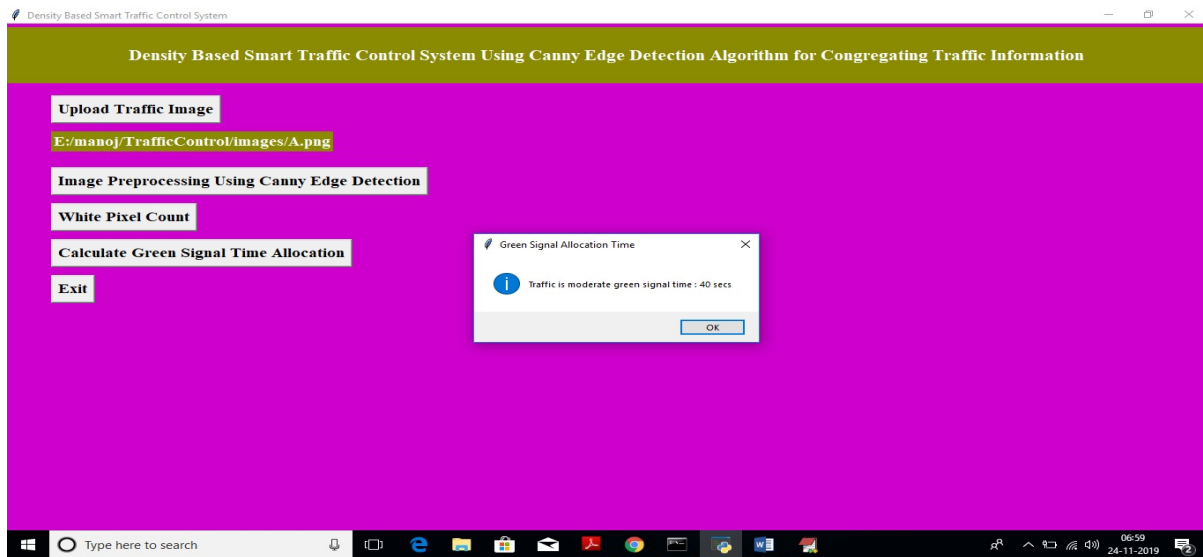 Density Based Smart Traffic Control System
Density Based Smart Traffic Control System Using Canny Edge Detection Algorithm for Congregating Traffic Information
Upload Traffic Image
E:/manoj/TrafficControl/images/A.png
Image Preprocessing Using Canny Edge Detection
White Pixel Count
Calculate Green Signal Time Allocation
Exit
Green Signal Allocation Time
Traffic is moderate green signal time : 40 secs
OK
Type here to search
06:59
24-11-2019